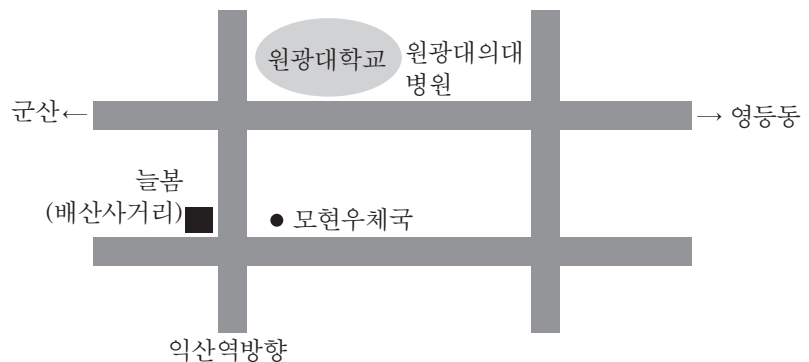 원광대학교
원광대의대
병원
군산←
→ 영등동
늘봄
(배산사거리)
모현우체국
익산역방향